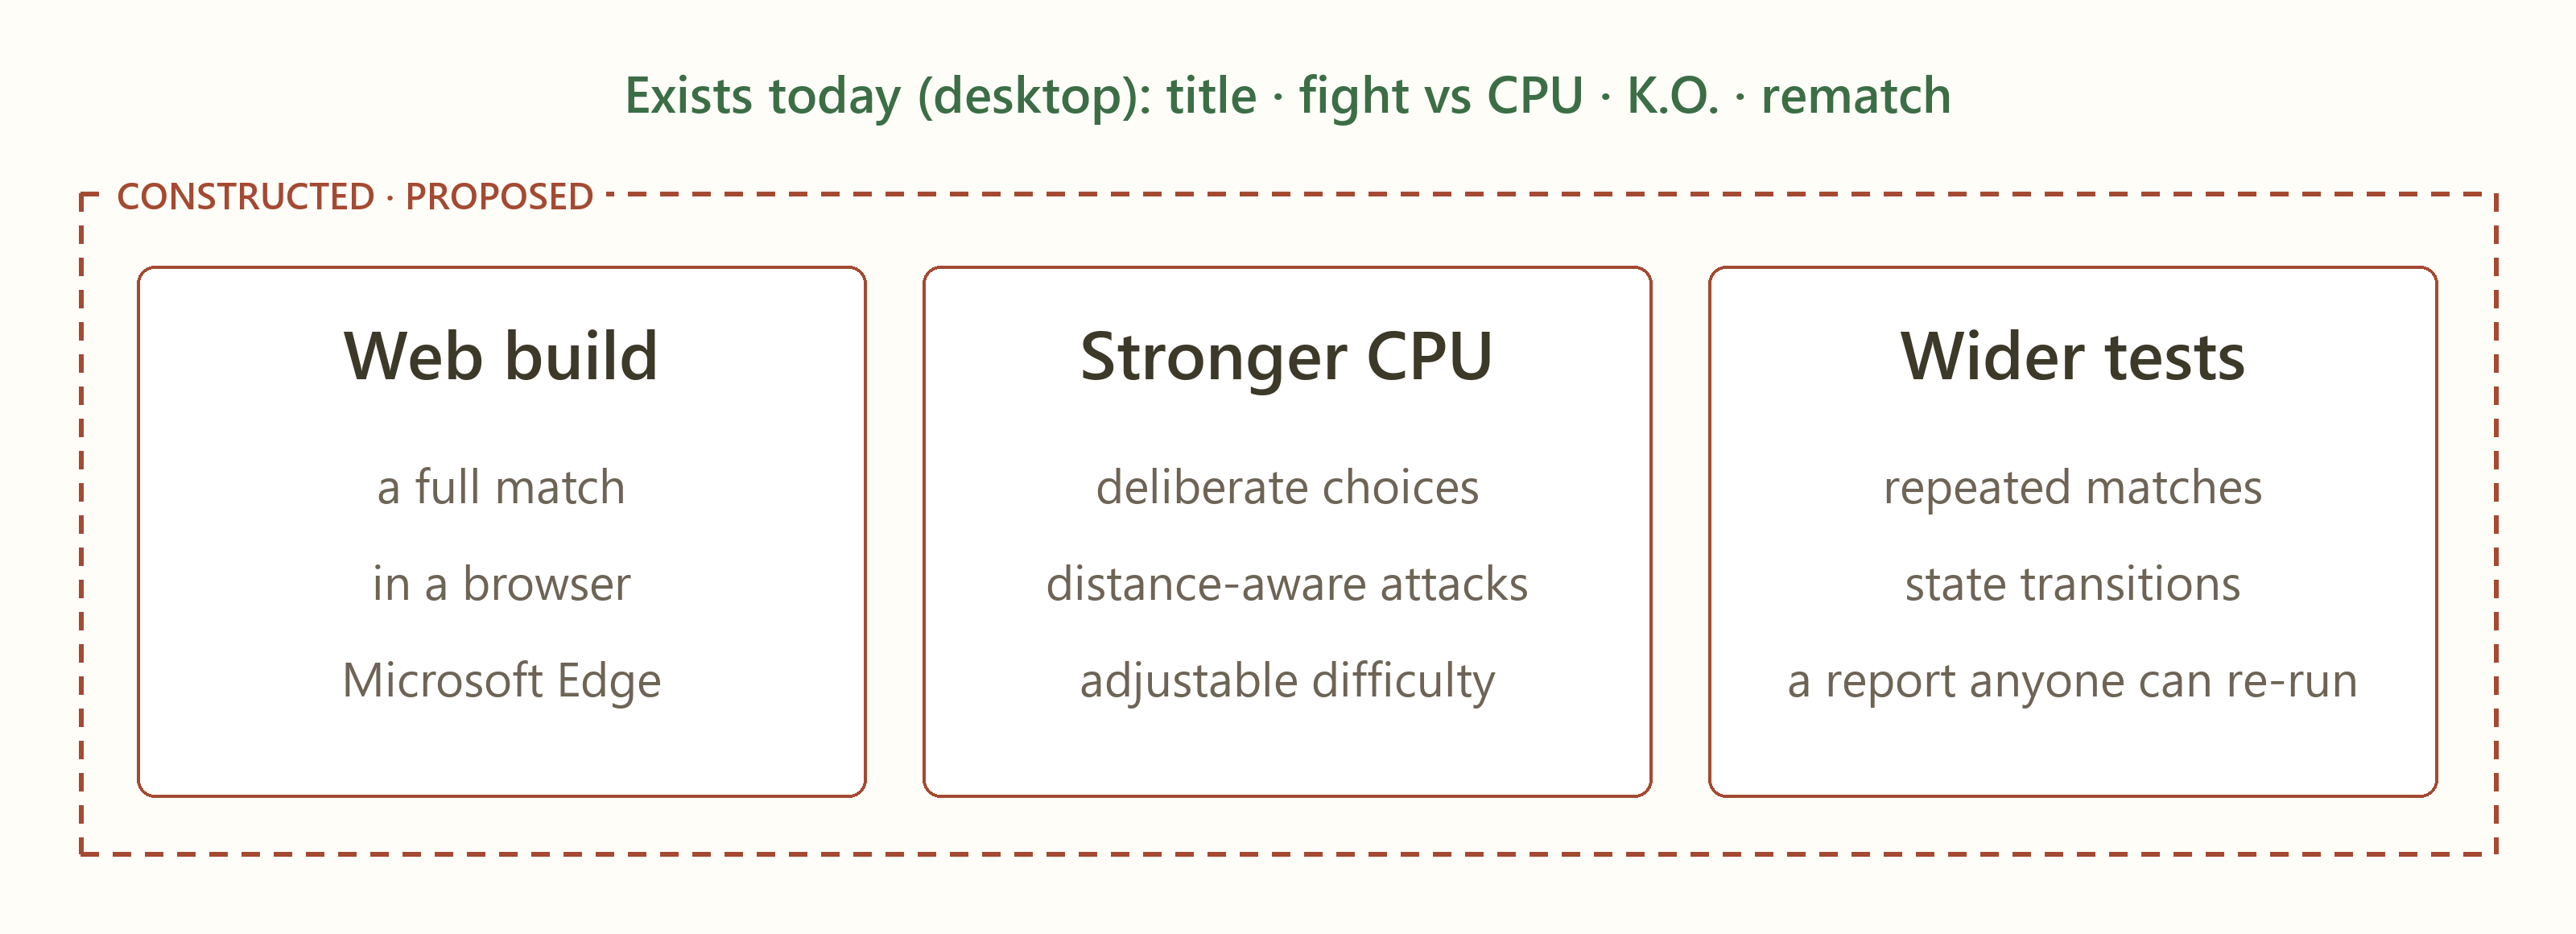 Exists today (desktop): title · fight vs CPU · K.O. · rematch
CONSTRUCTED · PROPOSED
Web build
a full match
in a browser
Microsoft Edge
Stronger CPU
deliberate choices
distance-aware attacks
adjustable difficulty
Wider tests
repeated matches
state transitions
a report anyone can re-run